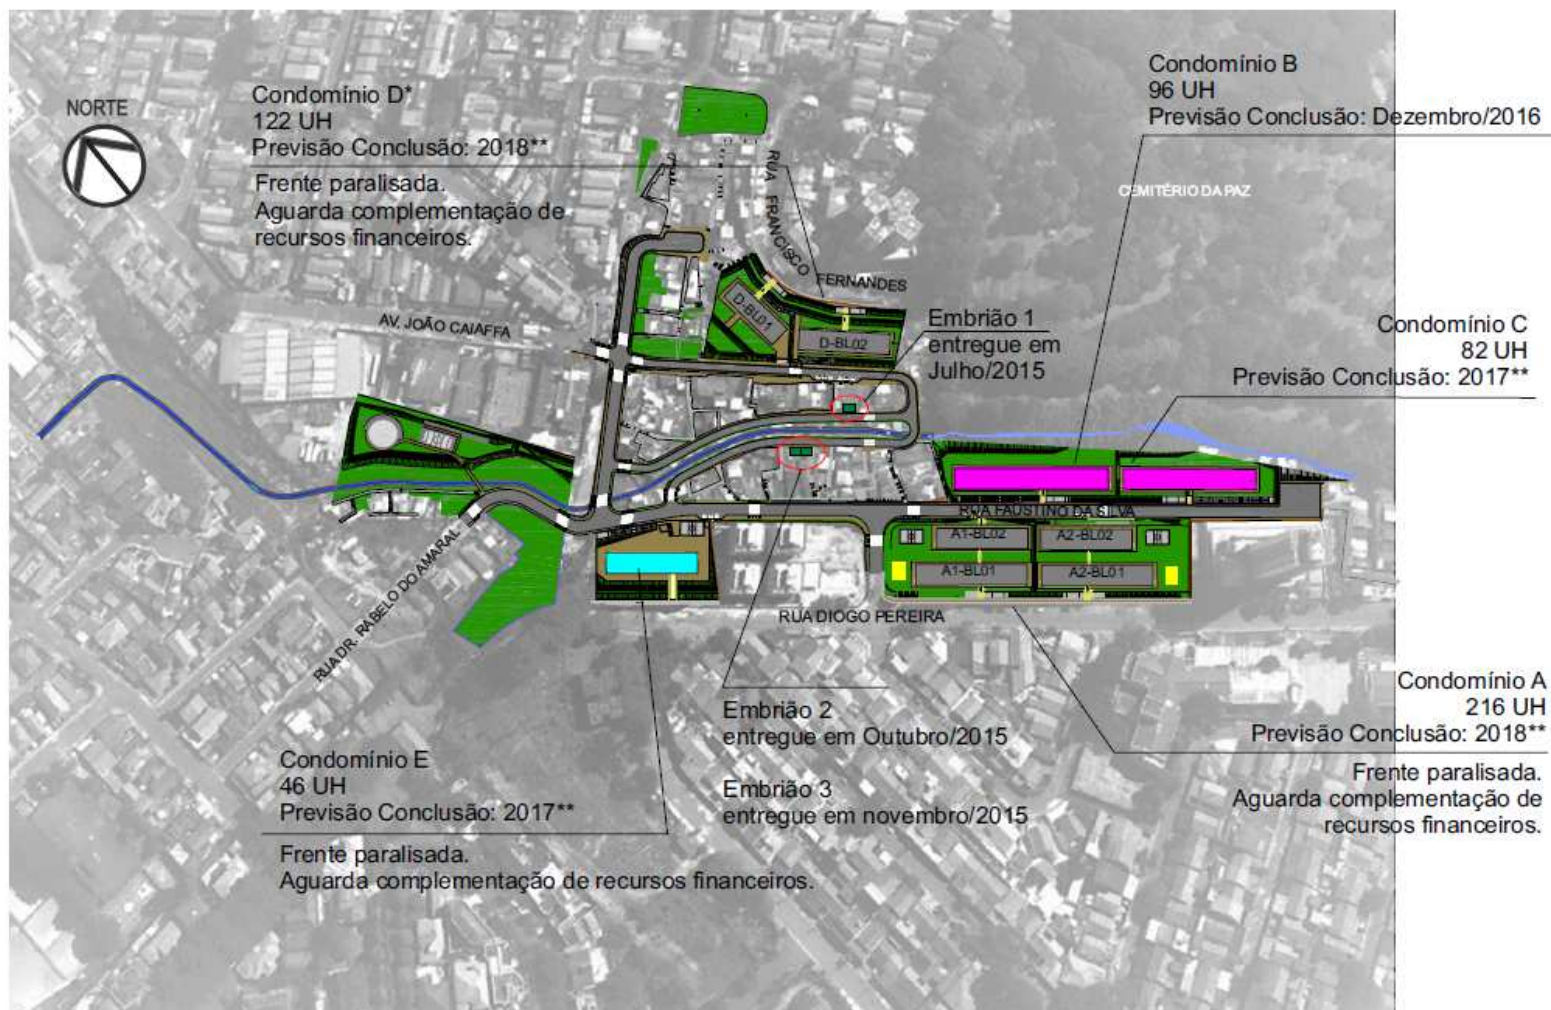 NORTE
Condomínio D*
122 UH
Previsão Conclusão: 2018**
Frente paralisada.
Aguarda complementação de
recursos financeiros.
Condomínio B
96 UH
Previsão Conclusão: Dezembro/2016
CEMITÉRIO DA PAZ
RUA FRANCISCO FERNANDES
AV. JOÃO CAIAFFA
D-BL01
D-BL02
Embrião 1
entregue em
Julho/2015
Condomínio C
82 UH
Previsão Conclusão: 2017**
RUA FAUSTINO DA SILVA
A1-BL02
A2-BL02
A1-BL01
A2-BL01
RUA DR. RABELO DO AMARAL
RUA DIOGO PEREIRA
Condomínio A
216 UH
Previsão Conclusão: 2018**
Frente paralisada.
Aguarda complementação de
recursos financeiros.
Embrião 2
entregue em Outubro/2015
Embrião 3
entregue em novembro/2015
Condomínio E
46 UH
Previsão Conclusão: 2017**
Frente paralisada.
Aguarda complementação de recursos financeiros.